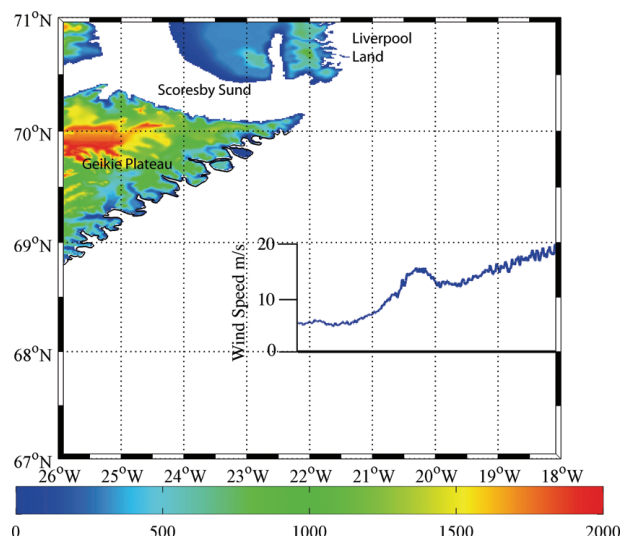 71°N
Liverpool
Land
Scoresby Sund
70°N
Geikie Plateau
69°N
20
Wind Speed m/s
10
0
68°N
67°N
26°W 25°W 24°W 23°W 22°W 21°W 20°W 19°W 18°W
0 500 1000 1500 2000